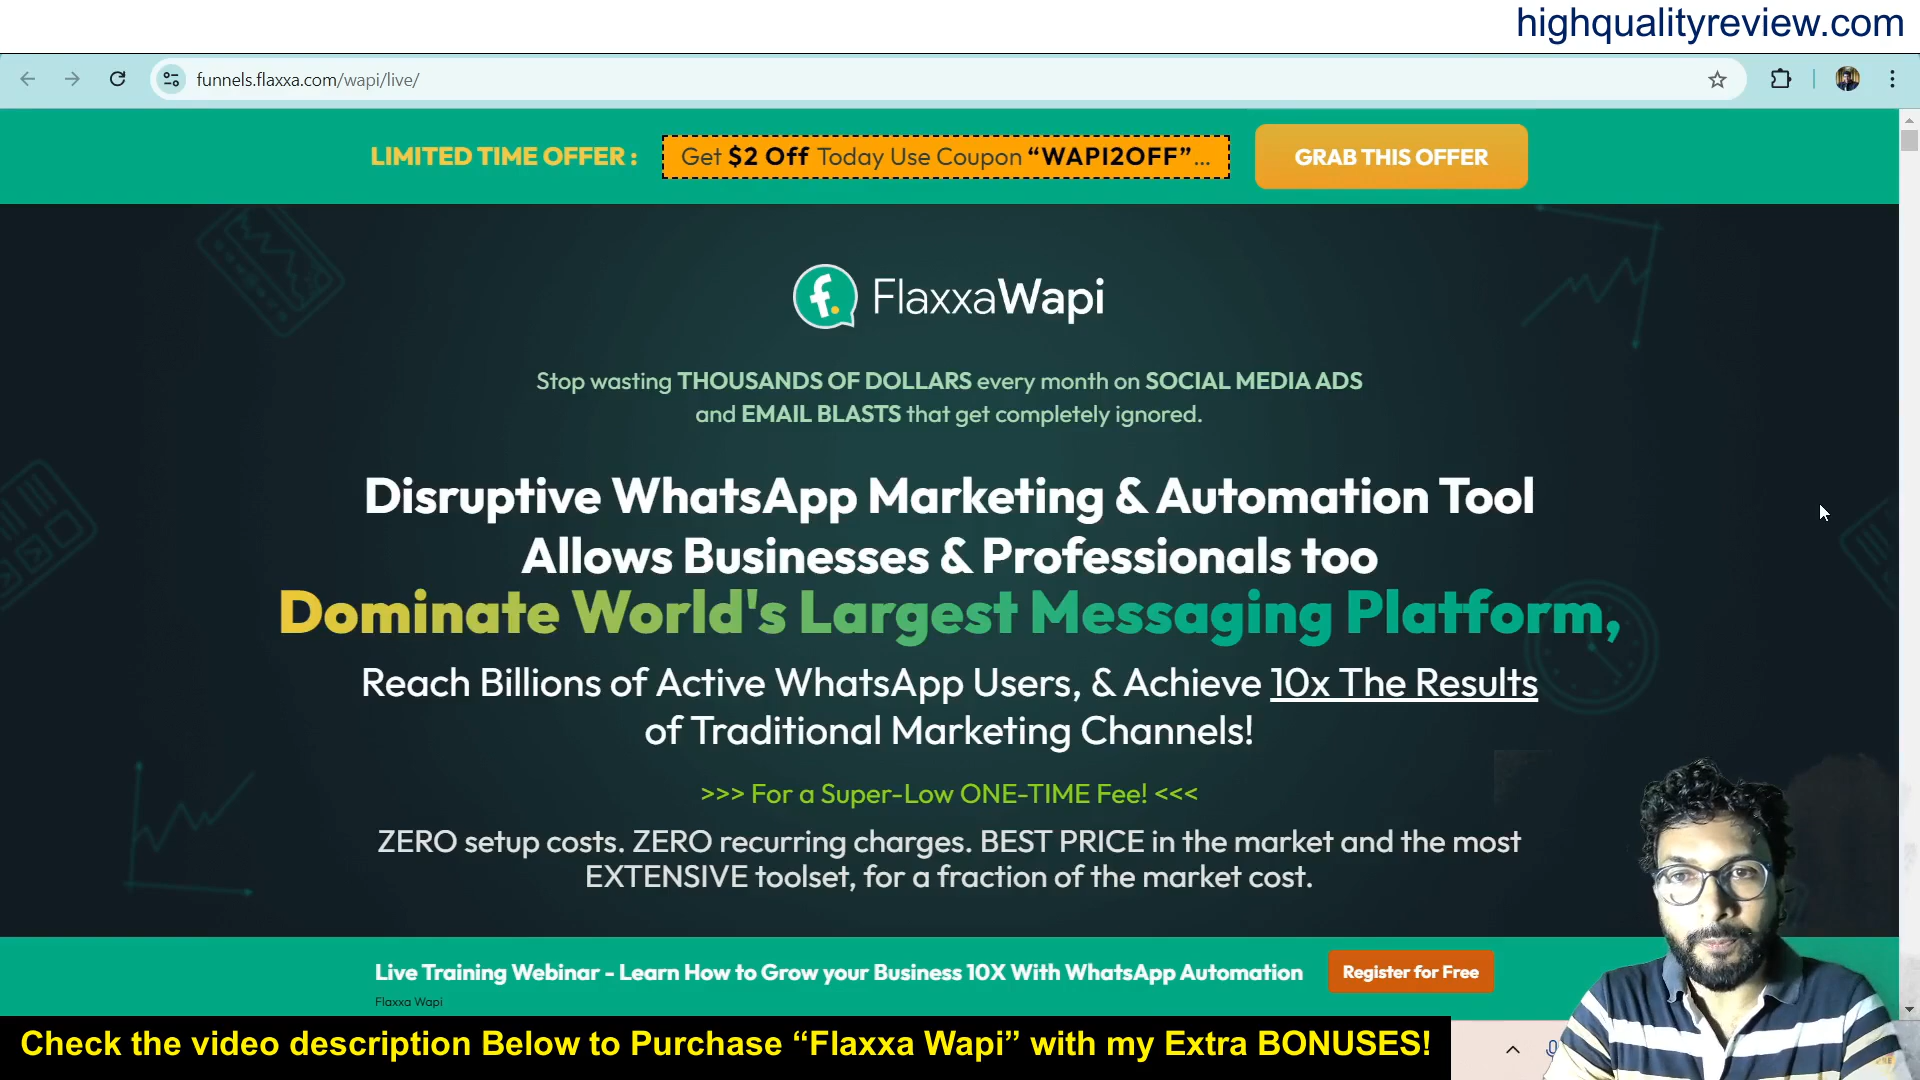 highqualityreview.com
funnels.flaxxa.com/wapi/live/
LIMITED TIME OFFER :
Get $2 Off Today Use Coupon “WAPI2OFF”...
GRAB THIS OFFER
f.
FlaxxaWapi
Stop wasting THOUSANDS OF DOLLARS every month on SOCIAL MEDIA ADS
and EMAIL BLASTS that get completely ignored.
Disruptive WhatsApp Marketing & Automation Tool
Allows Businesses & Professionals too
Dominate World's Largest Messaging Platform,
Reach Billions of Active WhatsApp Users, & Achieve 10x The Results
of Traditional Marketing Channels!
>>> For a Super-Low ONE-TIME Fee! <<<
ZERO setup costs. ZERO recurring charges. BEST PRICE in the market and the most
EXTENSIVE toolset, for a fraction of the market cost.
Live Training Webinar - Learn How to Grow your Business 10X With WhatsApp Automation
Register for Free
Flaxxa Wapi
Check the video description Below to Purchase “Flaxxa Wapi” with my Extra BONUSES!